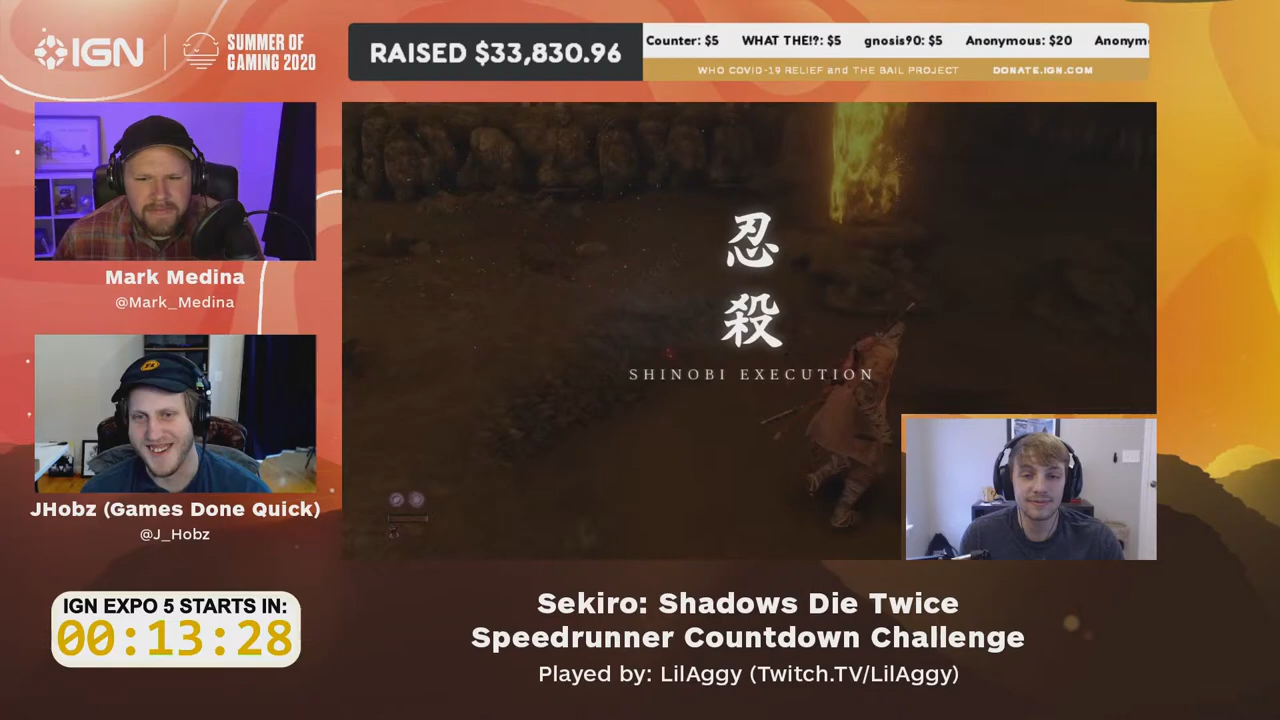 IGN
SUMMER OF
GAMING 2020
RAISED $33,830.96
Counter: $5 WHAT THE!?: $5 gnosis90: $5 Anonymous: $20 Anonym
WHO COVID-19 RELIEF and THE BAIL PROJECT DONATE.IGN.COM
Mark Medina
@Mark_Medina
忍
殺
SHINOBI EXECUTION
JHobz (Games Done Quick)
@J_Hobz
IGN EXPO 5 STARTS IN:
00:13:28
Sekiro: Shadows Die Twice
Speedrunner Countdown Challenge
Played by: LilAggy (Twitch.TV/LilAggy)